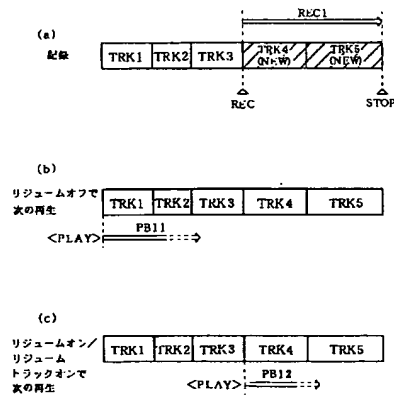 REC1
(a)
記録
TRK1 TRK2 TRK3 TRK4 (NEW) TRK5 (NEW)
REC STOP
(b)
リジュームオフで
次の再生
TRK1 TRK2 TRK3 TRK4 TRK5
<PLAY> PB11
(c)
リジュームオン/
リジューム
トラックオンで
次の再生
TRK1 TRK2 TRK3 TRK4 TRK5
<PLAY> PB12